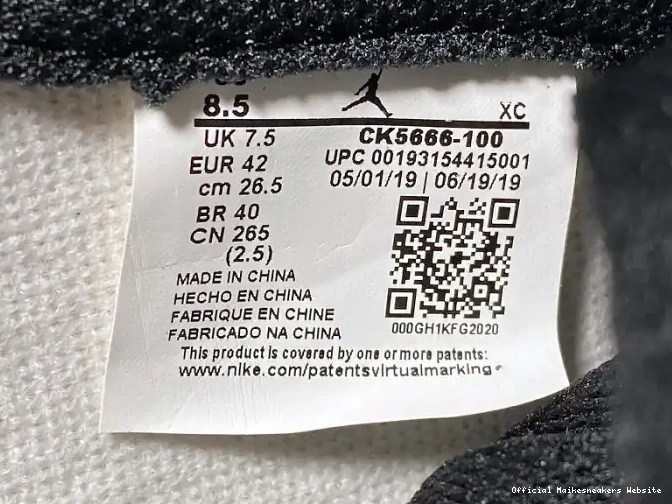 8.5
XC
UK 7.5
EUR 42
cm 26.5
BR 40
CN 265
(2.5)
CK5666-100
UPC 00193154415001
05/01/19 | 06/19/19
000GH1KFG2020
MADE IN CHINA
HECHO EN CHINA
FABRIQUE EN CHINE
FABRICADO NA CHINA
This product is covered by one or more patents:
www.nike.com/patentsvirtualmarking
Official Maikesneakers Website